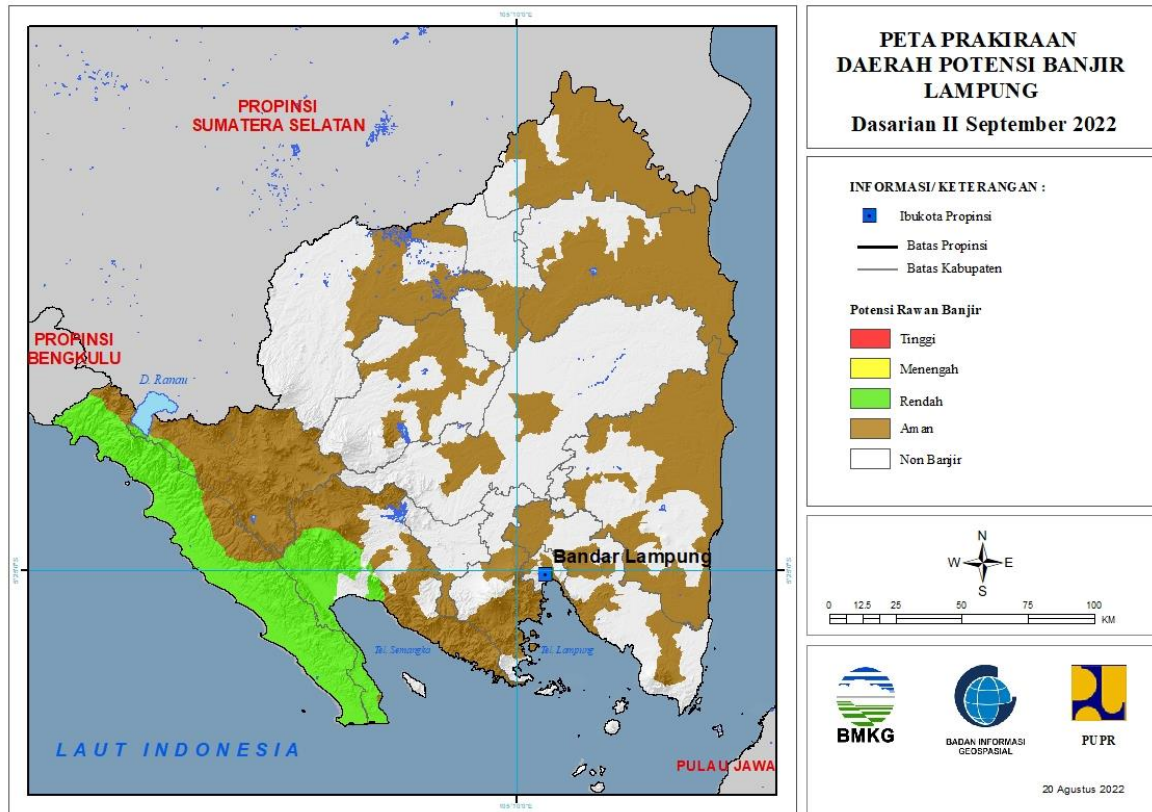 PROPINSI
SUMATERA SELATAN
PROPINSI
BENGKULU
D. Ranau
Bandar Lampung
Tel. Semangka
Tel. Lampung
LAUT INDONESIA
PULAU JAWA
PETA PRAKIRAAN
DAERAH POTENSI BANJIR
LAMPUNG
Dasarian II September 2022
INFORMASI/ KETERANGAN :
Ibukota Propinsi
Batas Propinsi
Batas Kabupaten
Potensi Rawan Banjir
Tinggi
Menengah
Rendah
Aman
Non Banjir
N
W E
S
0 12.5 25 50 75 100
KM
BMKG
BADAN INFORMASI
GEOSPASIAL
PUPR
20 Agustus 2022